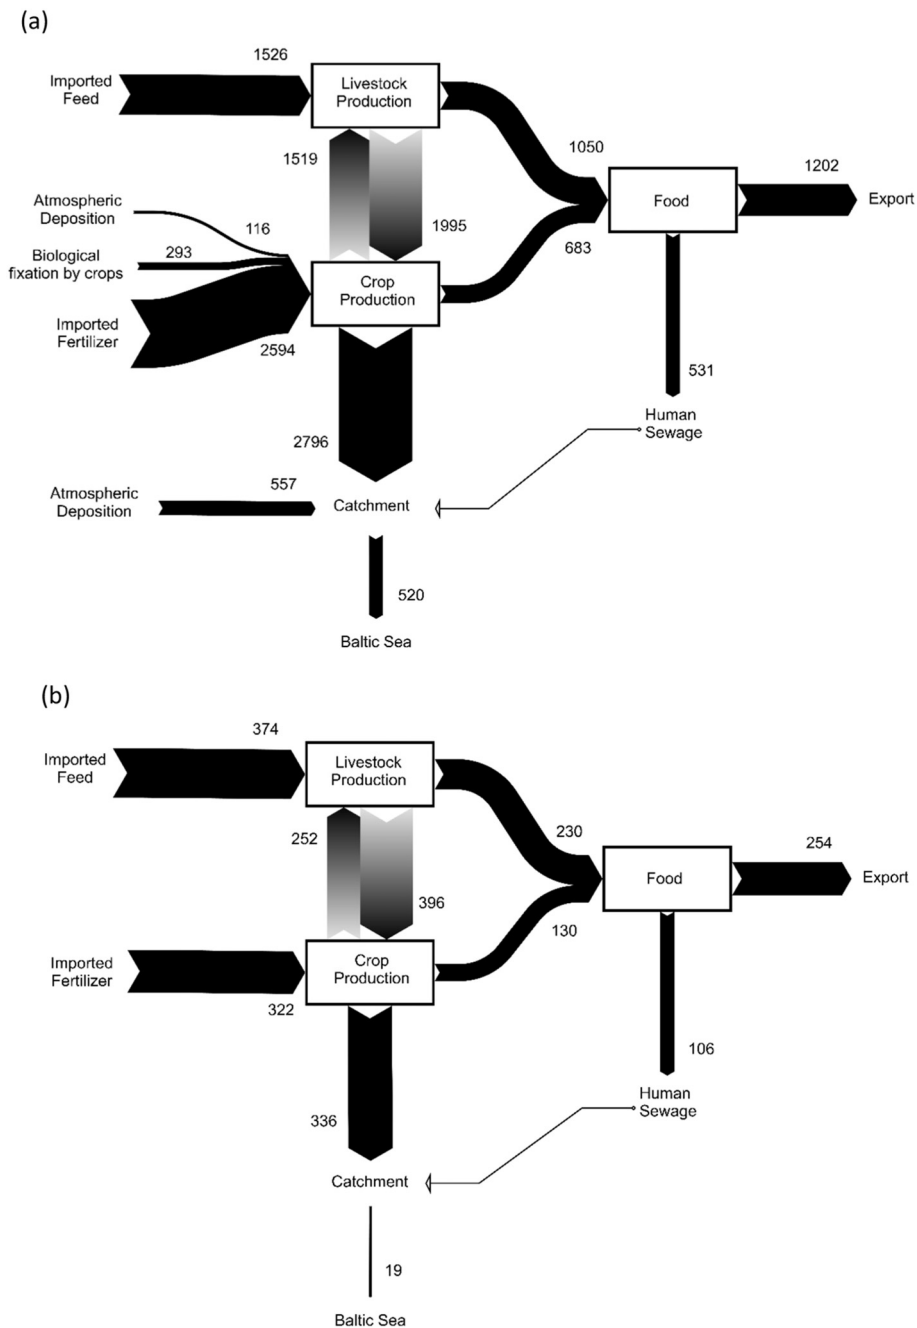 (a)
1526
Imported
Feed
Livestock
Production
1519
1050
1202
Food
Export
Atmospheric
Deposition
116
1995
683
Biological
fixation by crops
293
Crop
Production
Imported
Fertilizer
2594
531
Human
Sewage
2796
557
Atmospheric
Deposition
Catchment
520
Baltic Sea
(b)
374
Imported
Feed
Livestock
Production
252
230
254
Food
Export
396
130
Imported
Fertilizer
Crop
Production
322
106
Human
Sewage
336
Catchment
19
Baltic Sea